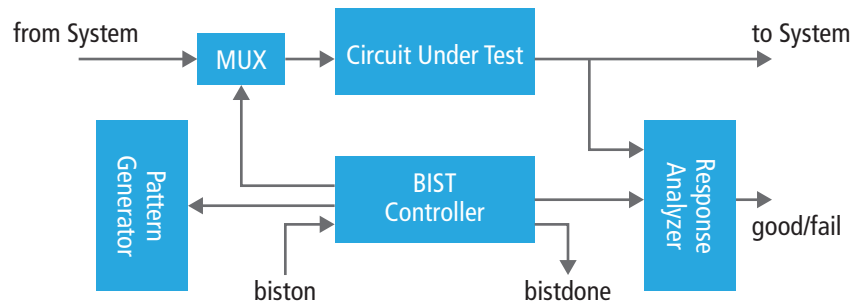 from System
MUX
Circuit Under Test
to System
Pattern
Generator
BIST
Controller
Response
Analyzer
good/fail
biston
bistdone